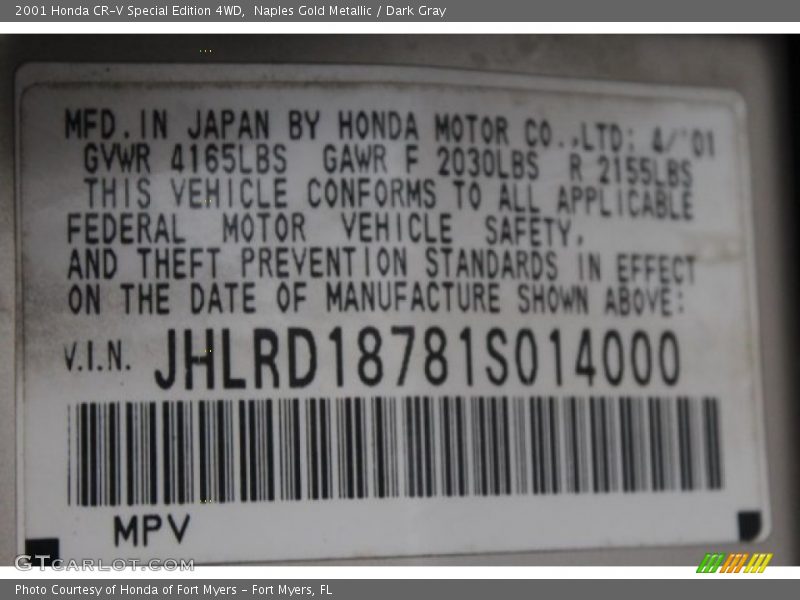 2001 Honda CR-V Special Edition 4WD,  Naples Gold Metallic / Dark Gray
MFD.IN JAPAN BY HONDA MOTOR CO.,LTD: 4/'01
GVWR 4165LBS GAWR F 2030LBS R 2155LBS
THIS VEHICLE CONFORMS TO ALL APPLICABLE
FEDERAL MOTOR VEHICLE SAFETY,
AND THEFT PREVENTION STANDARDS IN EFFECT
ON THE DATE OF MANUFACTURE SHOWN ABOVE:
V.I.N. JHLRD18781S014000
MPV
GTcarlot.com
Photo Courtesy of Honda of Fort Myers - Fort Myers, FL